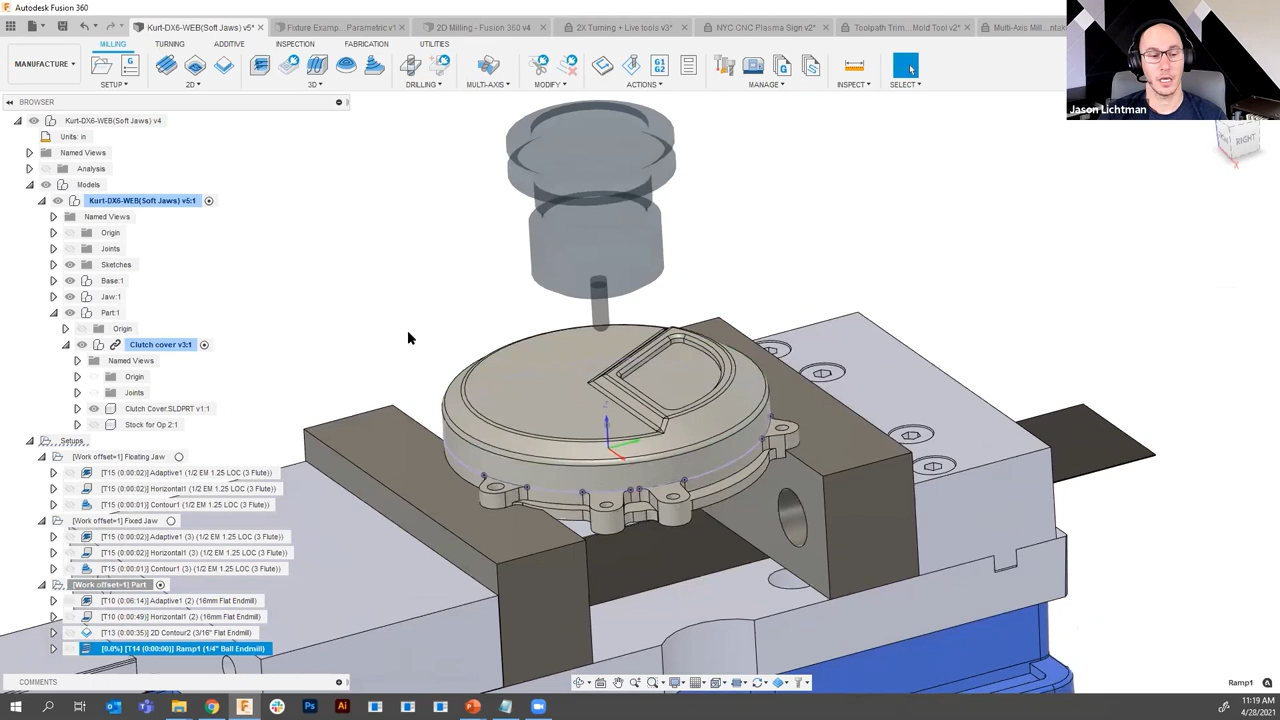 Autodesk Fusion 360
Kurt-DX6-WEB(Soft Jaws) v5*
Fixture Examp...Parametric v1*
2D Milling - Fusion 360 v4
2X Turning + Live tools v3*
NYC CNC Plasma Sign v2*
Toolpath Trim...Mold Tool v2*
MILLING
TURNING
ADDITIVE
INSPECTION
FABRICATION
UTILITIES
MANUFACTURE
G1
G2
SETUP
2D
3D
DRILLING
MULTI-AXIS
MODIFY
ACTIONS
MANAGE
INSPECT
SELECT
Jason Lichtman
RIGHT
X
BROWSER
Kurt-DX6-WEB(Soft Jaws) v4
Units: in
Named Views
Analysis
Models
Kurt-DX6-WEB(Soft Jaws) v5:1
Named Views
Origin
Joints
Sketches
Base:1
Jaw:1
Part:1
Origin
Clutch cover v3:1
Named Views
Origin
Joints
Clutch Cover.SLDPRT v1:1
Stock for Op 2:1
Setups
[Work offset=1] Floating Jaw
[T15 (0:00:02)] Adaptive1 (1/2 EM 1.25 LOC (3 Flute))
[T15 (0:00:02)] Horizontal1 (1/2 EM 1.25 LOC (3 Flute))
[T15 (0:00:01)] Contour1 (1/2 EM 1.25 LOC (3 Flute))
[Work offset=1] Fixed Jaw
[T15 (0:00:02)] Adaptive1 (3) (1/2 EM 1.25 LOC (3 Flute))
[T15 (0:00:02)] Horizontal1 (3) (1/2 EM 1.25 LOC (3 Flute))
[T15 (0:00:01)] Contour1 (3) (1/2 EM 1.25 LOC (3 Flute))
[Work offset=1] Part
[T10 (0:06:14)] Adaptive1 (2) (16mm Flat Endmill)
[T10 (0:00:49)] Horizontal1 (2) (16mm Flat Endmill)
[T13 (0:00:35)] 2D Contour2 (3/16" Flat Endmill)
[0.0%] [T14 (0:00:00)] Ramp1 (1/4" Ball Endmill)
COMMENTS
Ramp1
Ps
Ai
11:19 AM
4/28/2021